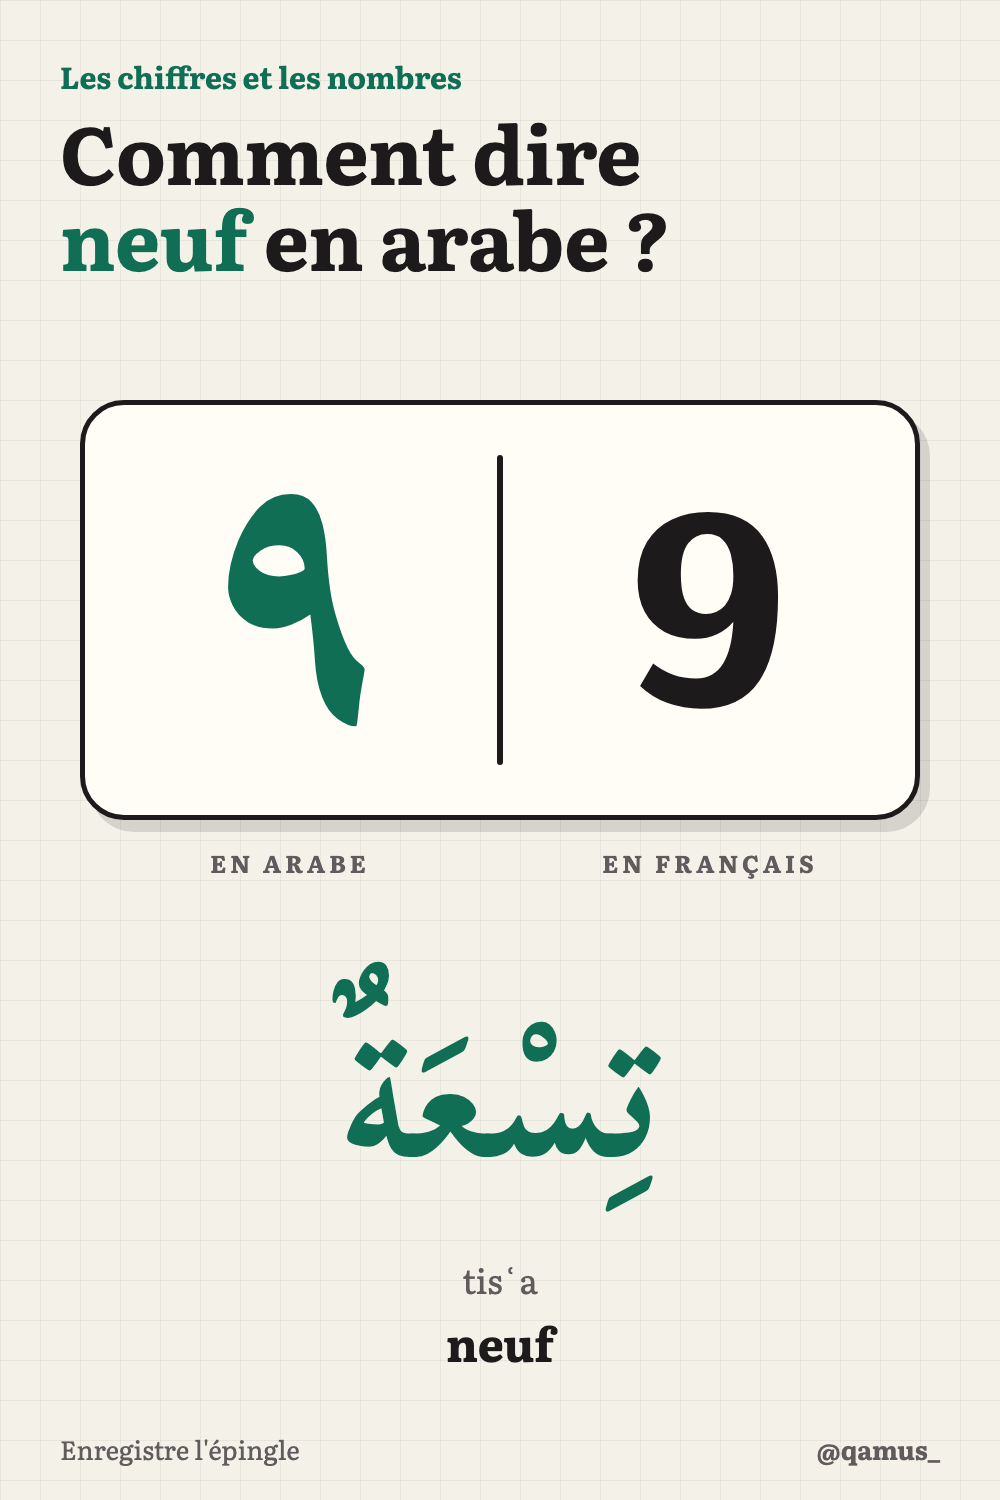 Les chiffres et les nombres
Comment dire
neuf en arabe ?
٩
9
EN ARABE
EN FRANÇAIS
تِسْعَةٌ
tisʿa
neuf
Enregistre l'épingle
@qamus_